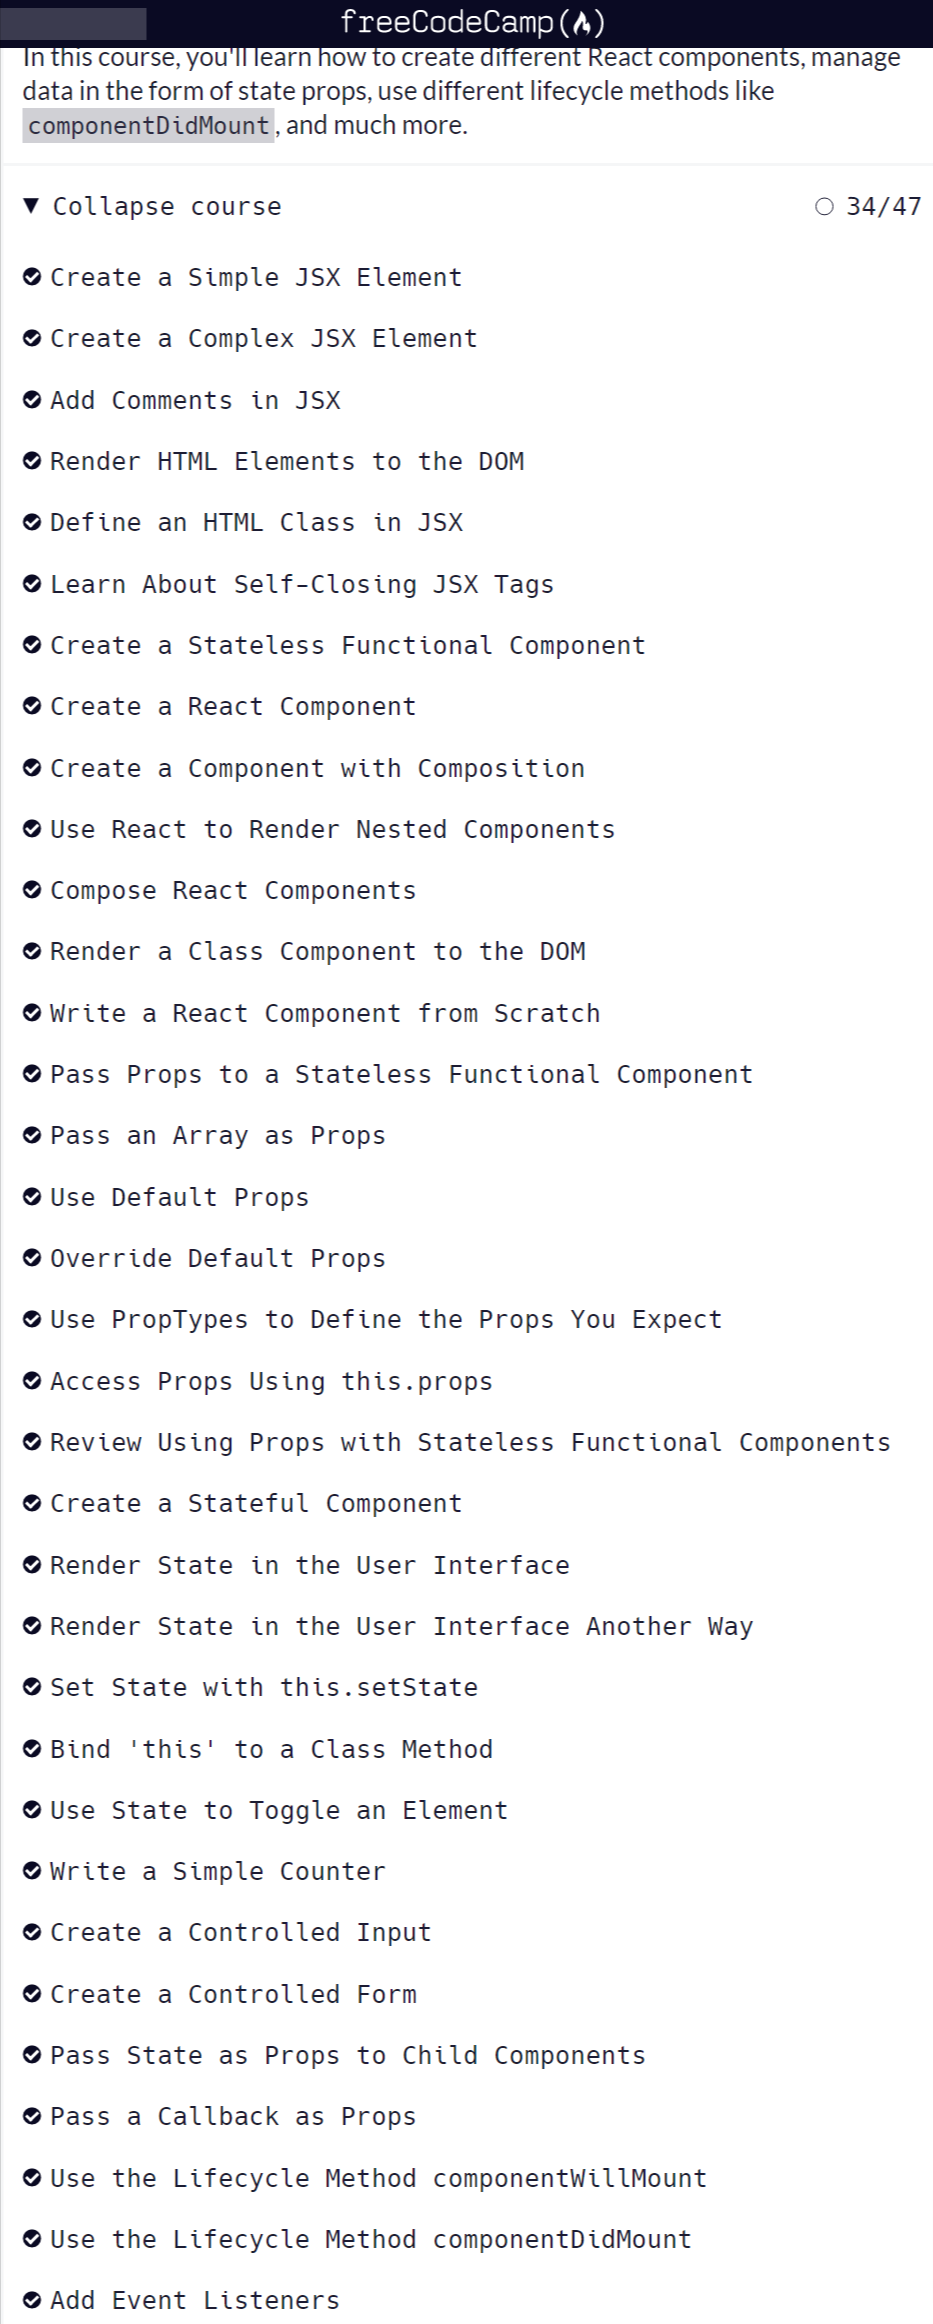 freeCodeCamp(🔥)
In this course, you'll learn how to create different React components, manage
data in the form of state props, use different lifecycle methods like
componentDidMount, and much more.
Collapse course 34/47
Create a Simple JSX Element
Create a Complex JSX Element
Add Comments in JSX
Render HTML Elements to the DOM
Define an HTML Class in JSX
Learn About Self-Closing JSX Tags
Create a Stateless Functional Component
Create a React Component
Create a Component with Composition
Use React to Render Nested Components
Compose React Components
Render a Class Component to the DOM
Write a React Component from Scratch
Pass Props to a Stateless Functional Component
Pass an Array as Props
Use Default Props
Override Default Props
Use PropTypes to Define the Props You Expect
Access Props Using this.props
Review Using Props with Stateless Functional Components
Create a Stateful Component
Render State in the User Interface
Render State in the User Interface Another Way
Set State with this.setState
Bind 'this' to a Class Method
Use State to Toggle an Element
Write a Simple Counter
Create a Controlled Input
Create a Controlled Form
Pass State as Props to Child Components
Pass a Callback as Props
Use the Lifecycle Method componentWillMount
Use the Lifecycle Method componentDidMount
Add Event Listeners